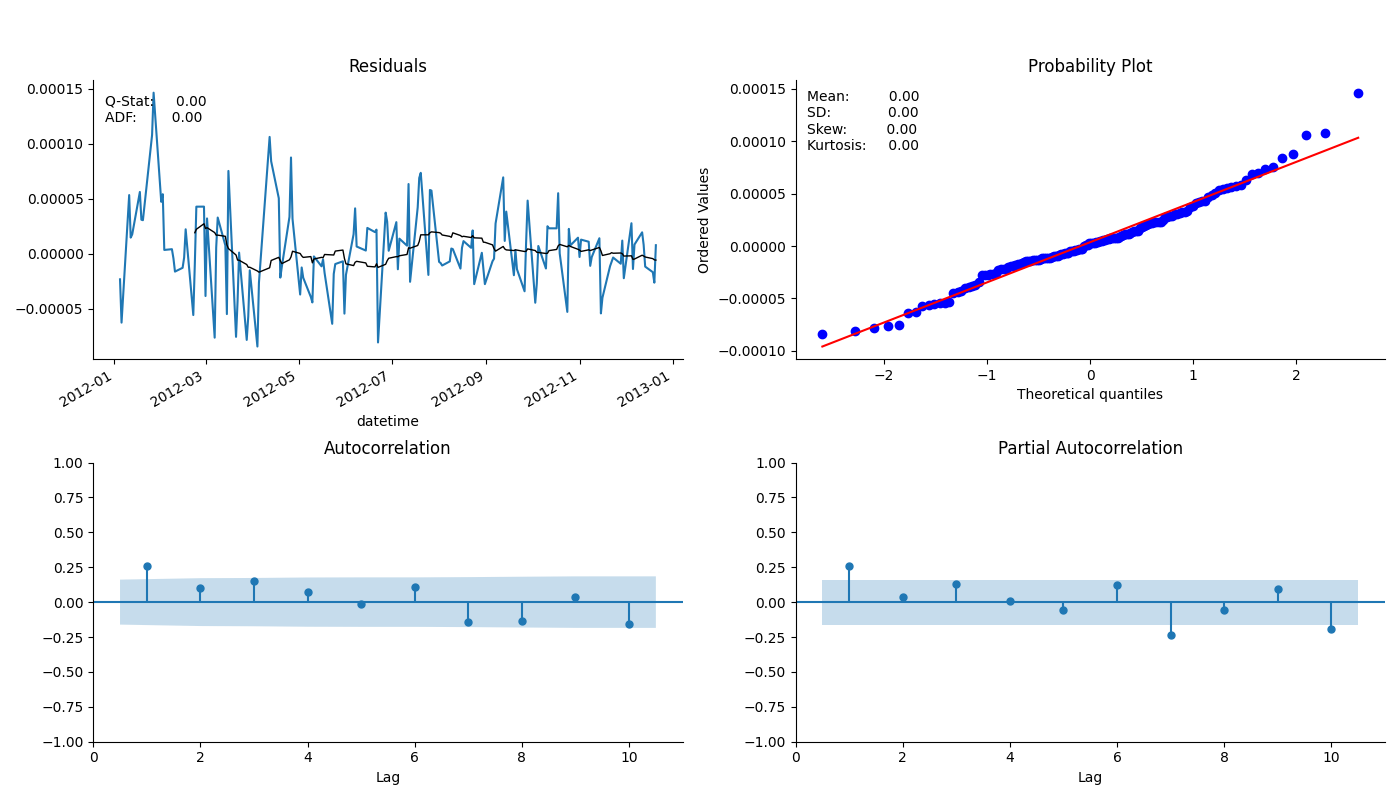 Residuals
0.00015
0.00010
0.00005
0.00000
−0.00005
Q-Stat: 0.00
ADF: 0.00
2012-01
2012-03
2012-05
2012-07
2012-09
2012-11
2013-01
datetime
Probability Plot
Ordered Values
0.00015
0.00010
0.00005
0.00000
−0.00005
−0.00010
Mean: 0.00
SD: 0.00
Skew: 0.00
Kurtosis: 0.00
−2 −1 0 1 2
Theoretical quantiles
Autocorrelation
1.00
0.75
0.50
0.25
0.00
−0.25
−0.50
−0.75
−1.00
0 2 4 6 8 10
Lag
Partial Autocorrelation
1.00
0.75
0.50
0.25
0.00
−0.25
−0.50
−0.75
−1.00
0 2 4 6 8 10
Lag